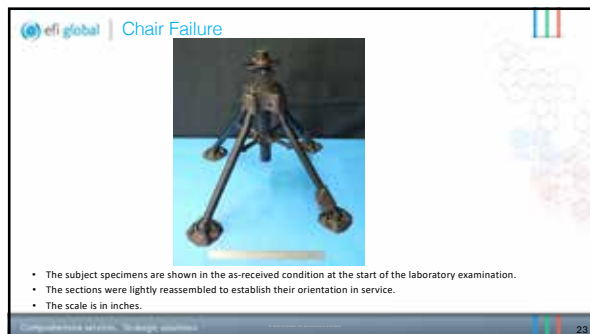 efi global
Chair Failure
• The subject specimens are shown in the as-received condition at the start of the laboratory examination.
• The sections were lightly reassembled to establish their orientation in service.
• The scale is in inches.
23